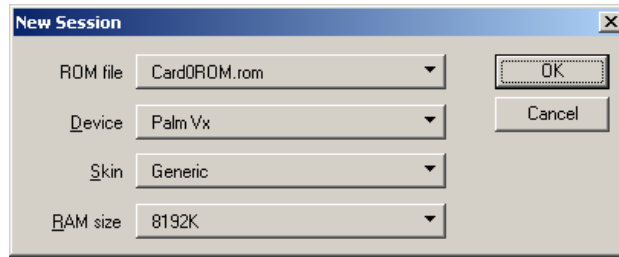 New Session
ROM file Card0ROM.rom
OK
Device Palm Vx
Cancel
Skin Generic
RAM size 8192K